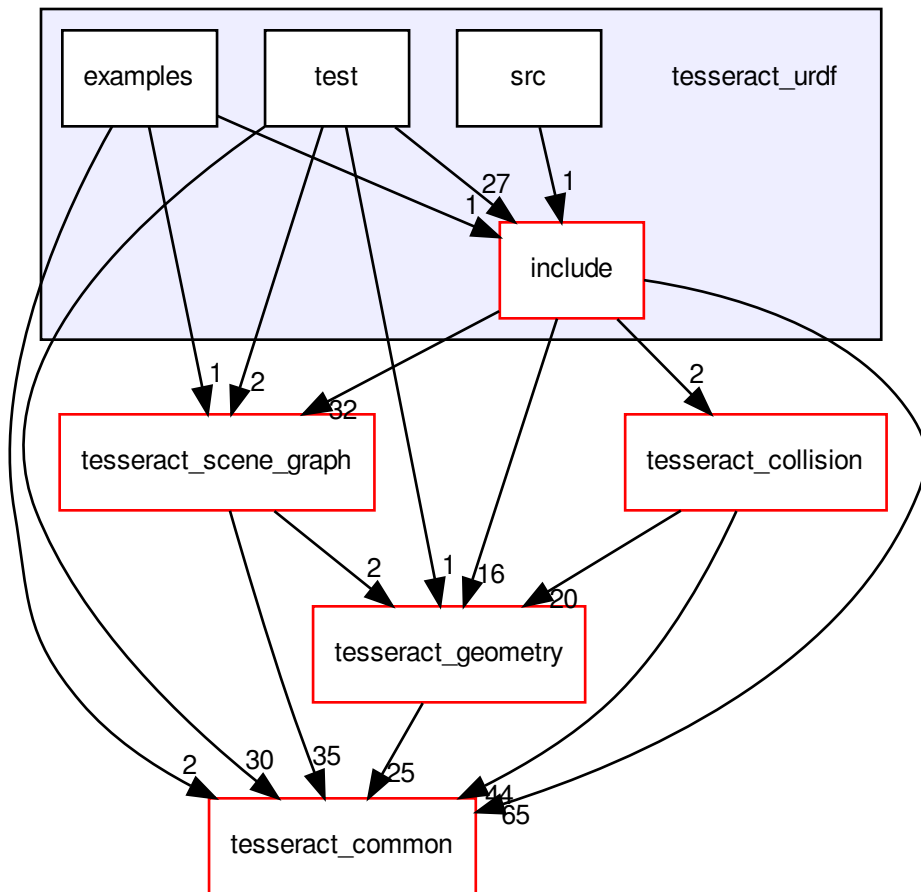 examples
test
src
tesseract_urdf
27
1
1
include
1
2
32
2
tesseract_scene_graph
tesseract_collision
2
1
16
20
tesseract_geometry
2
30
35
25
44
65
tesseract_common